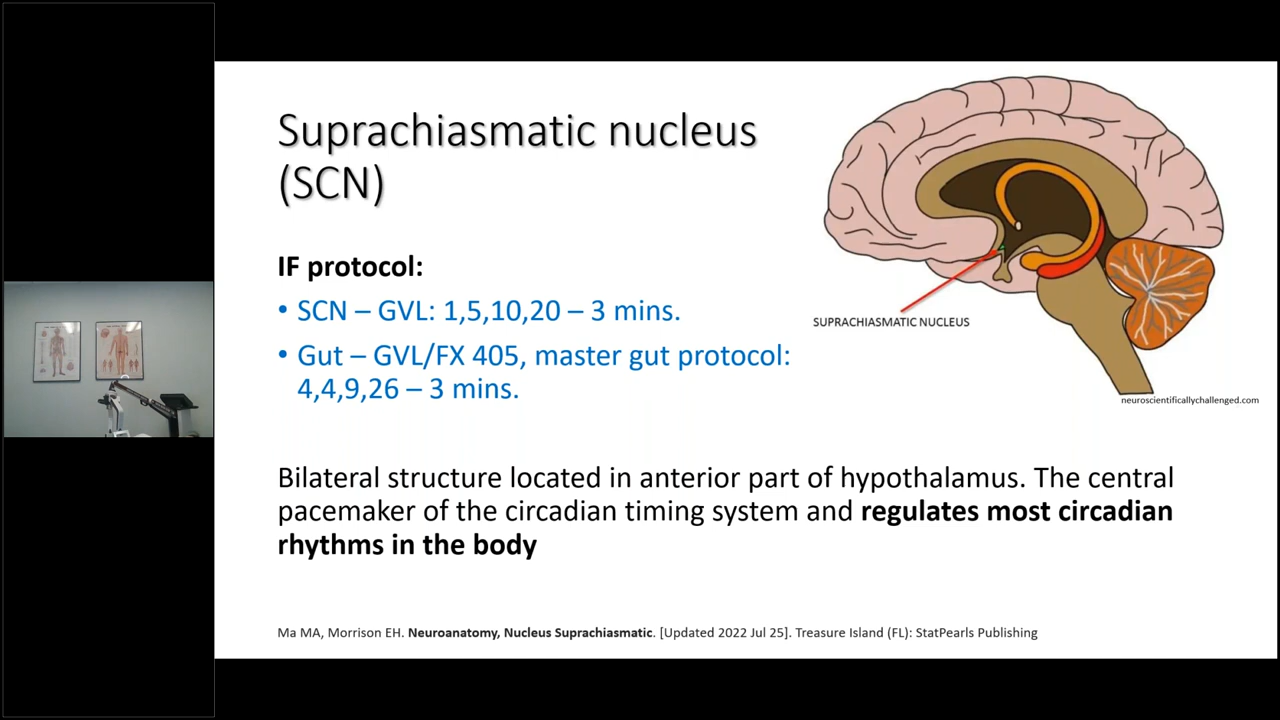 Suprachiasmatic nucleus
(SCN)
IF protocol:
• SCN – GVL: 1,5,10,20 – 3 mins.
• Gut – GVL/FX 405, master gut protocol:
4,4,9,26 – 3 mins.
SUPRACHIASMATIC NUCLEUS
neuroscientificallychallenged.com
Bilateral structure located in anterior part of hypothalamus. The central
pacemaker of the circadian timing system and regulates most circadian
rhythms in the body
Ma MA, Morrison EH. Neuroanatomy, Nucleus Suprachiasmatic. [Updated 2022 Jul 25]. Treasure Island (FL): StatPearls Publishing